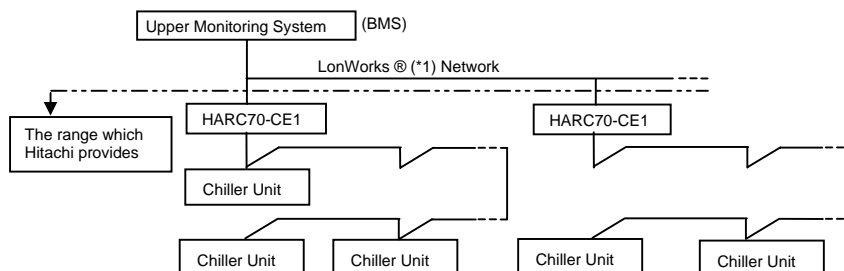 Upper Monitoring System (BMS)
LonWorks ® (*1) Network
The range which
Hitachi provides
HARC70-CE1
HARC70-CE1
Chiller Unit
Chiller Unit
Chiller Unit
Chiller Unit
Chiller Unit